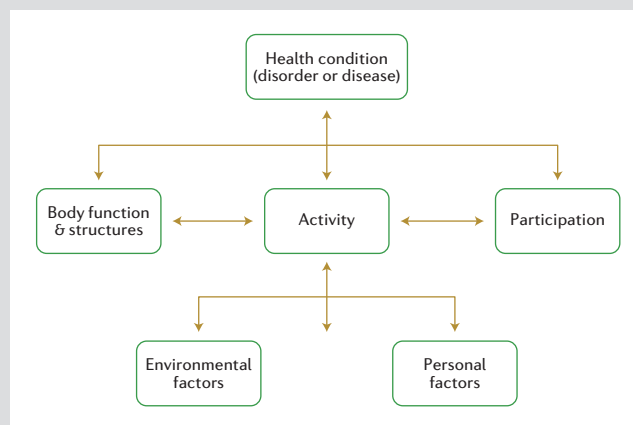 Health condition
(disorder or disease)
Body function
& structures
Activity
Participation
Environmental
factors
Personal
factors